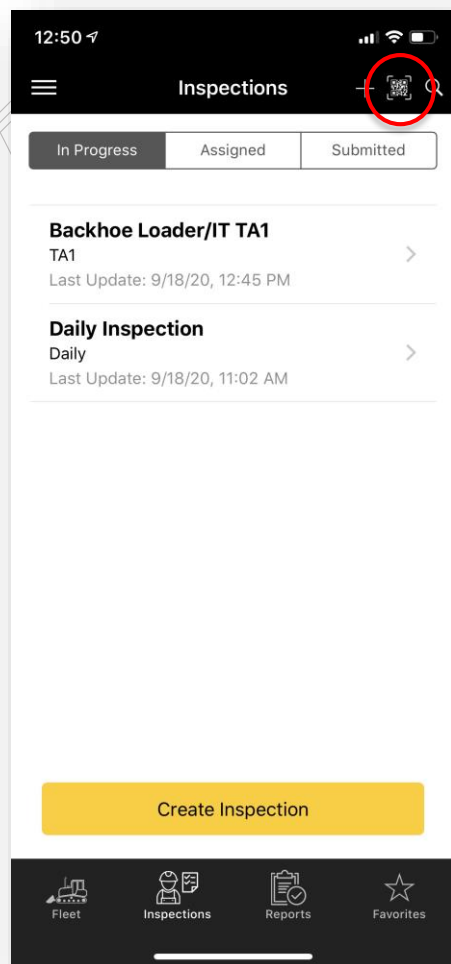 12:50
Inspections
In Progress Assigned Submitted
Backhoe Loader/IT TA1
TA1
Last Update: 9/18/20, 12:45 PM
Daily Inspection
Daily
Last Update: 9/18/20, 11:02 AM
Create Inspection
Fleet Inspections Reports Favorites